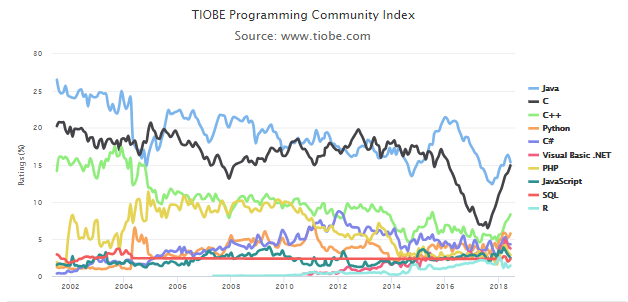 TIOBE Programming Community Index
Source: www.tiobe.com
Ratings (%)
30
25
20
15
10
5
0
2002 2004 2006 2008 2010 2012 2014 2016 2018
Java
C
C++
Python
C#
Visual Basic .NET
PHP
JavaScript
SQL
R